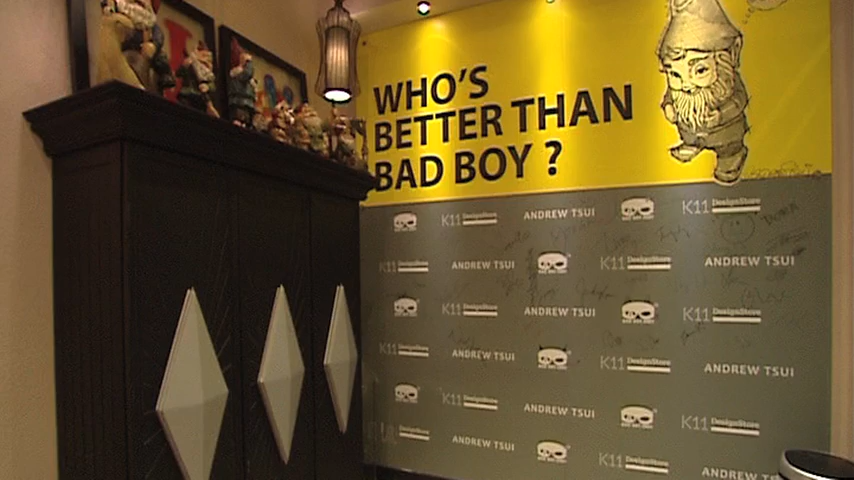 WHO'S
BETTER THAN
BAD BOY ?
K11 DesignStore ANDREW TSUI K11 DesignStore
K11 DesignStore ANDREW TSUI K11 DesignStore ANDREW TSUI
K11 DesignStore ANDREW TSUI K11 DesignStore
K11 DesignStore ANDREW TSUI K11 DesignStore ANDREW TSUI
K11 DesignStore ANDREW TSUI K11 DesignStore
DesignStore ANDREW TSUI K11 DesignStore ANDREW TSUI